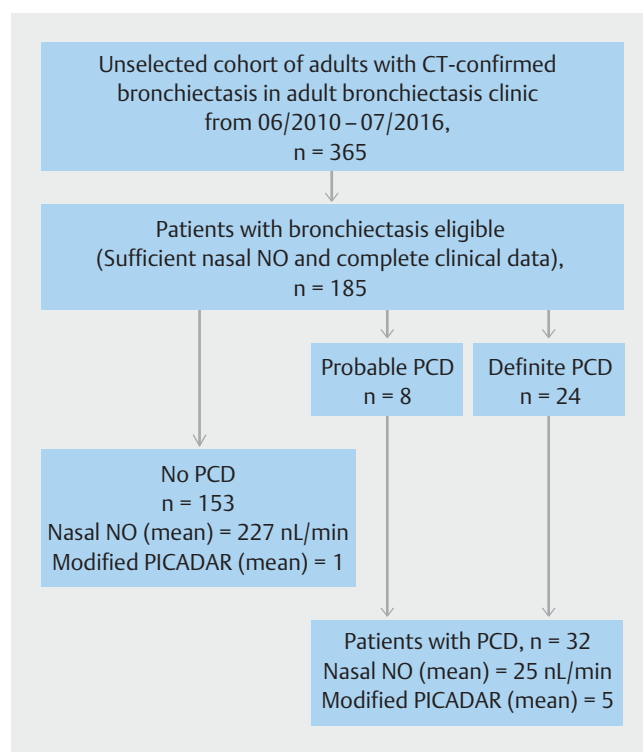 Unselected cohort of adults with CT-confirmed
bronchiectasis in adult bronchiectasis clinic
from 06/2010 – 07/2016,
n = 365
Patients with bronchiectasis eligible
(Sufficient nasal NO and complete clinical data),
n = 185
Probable PCD
n = 8
Definite PCD
n = 24
No PCD
n = 153
Nasal NO (mean) = 227 nL/min
Modified PICADAR (mean) = 1
Patients with PCD, n = 32
Nasal NO (mean) = 25 nL/min
Modified PICADAR (mean) = 5